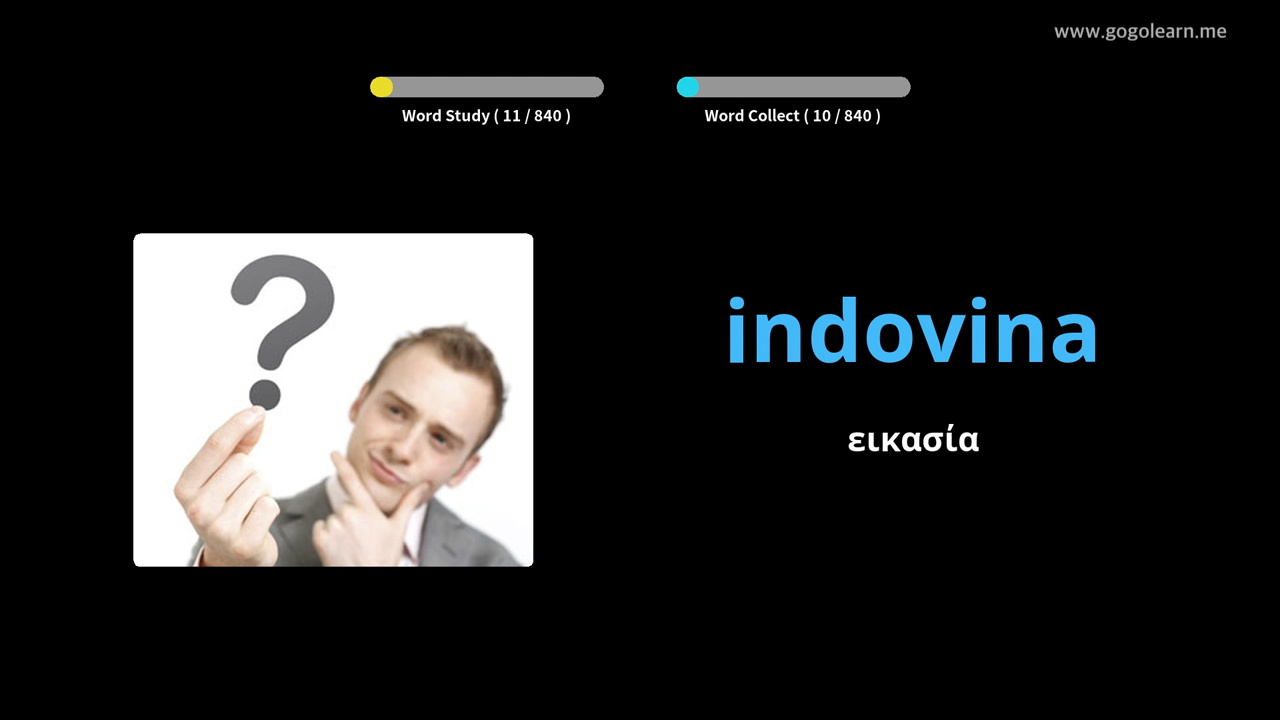 www.gogolearn.me
Word Study ( 11 / 840 )
Word Collect ( 10 / 840 )
?
indovina
εικασία